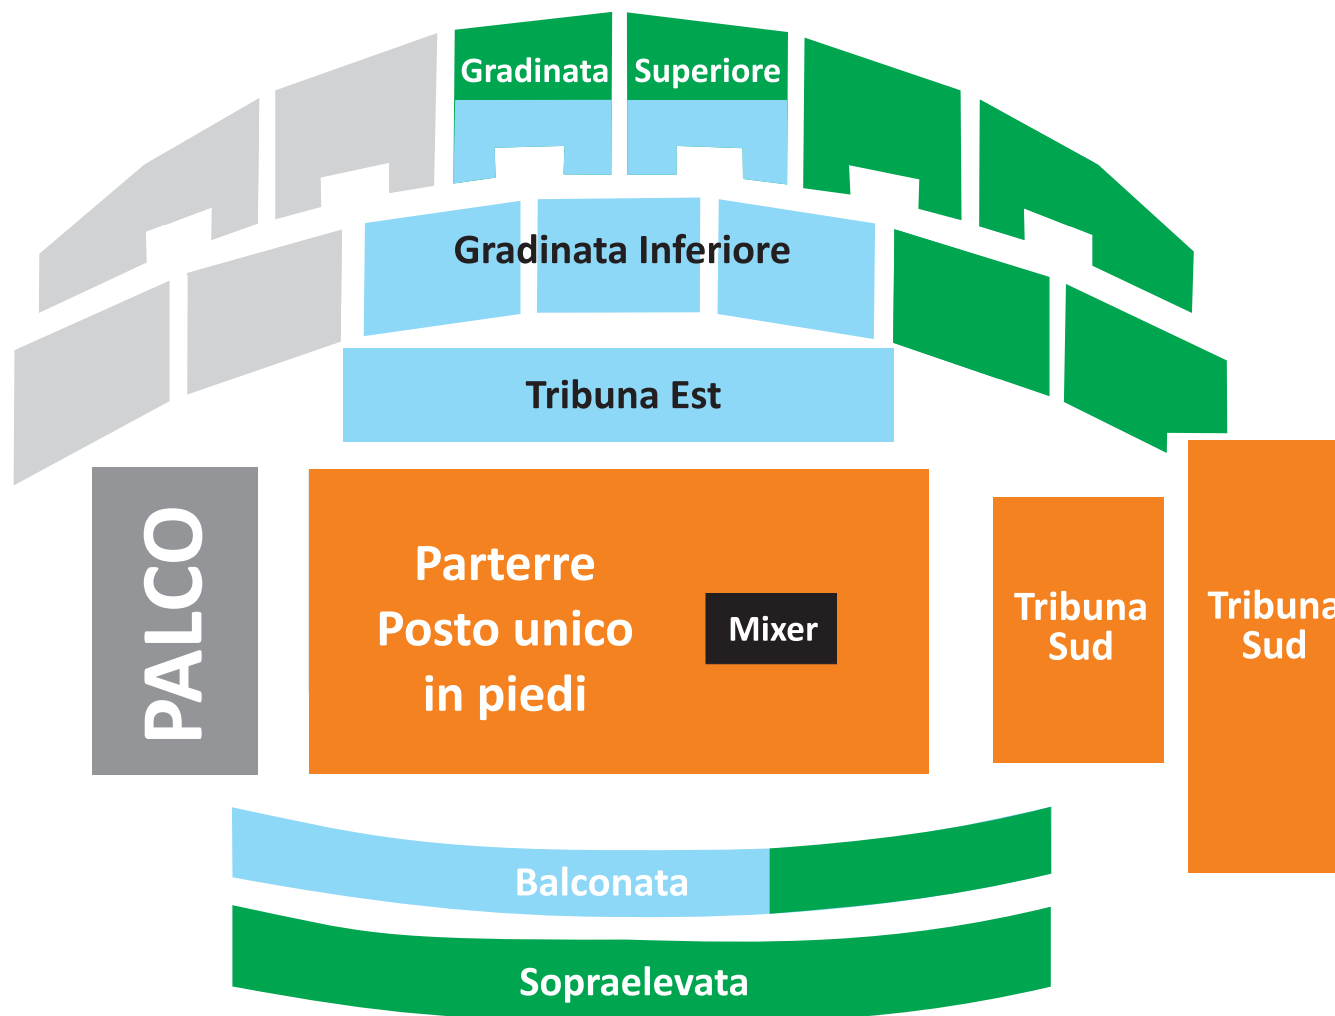 Gradinata Superiore
Gradinata Inferiore
Tribuna Est
PALCO
Parterre
Posto unico
in piedi
Mixer
Tribuna
Sud
Tribuna
Sud
Balconata
Sopraelevata